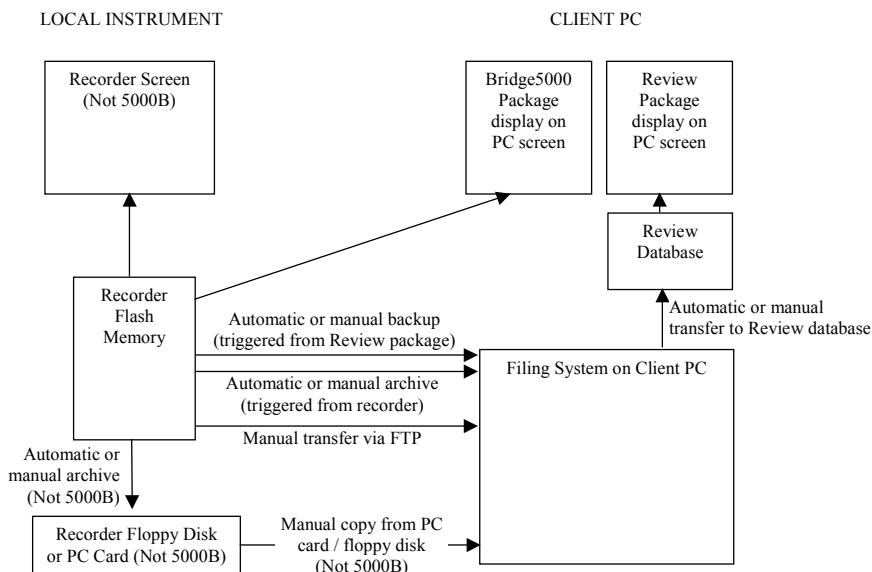 LOCAL INSTRUMENT
CLIENT PC
Recorder Screen
(Not 5000B)
Bridge5000
Package
display on
PC screen
Review
Package
display on
PC screen
Review
Database
Recorder
Flash
Memory
Automatic or manual
transfer to Review database
Automatic or manual backup
(triggered from Review package)
Filing System on Client PC
Automatic or manual archive
(triggered from recorder)
Manual transfer via FTP
Automatic or
manual archive
(Not 5000B)
Recorder Floppy Disk
or PC Card (Not 5000B)
Manual copy from PC
card / floppy disk
(Not 5000B)